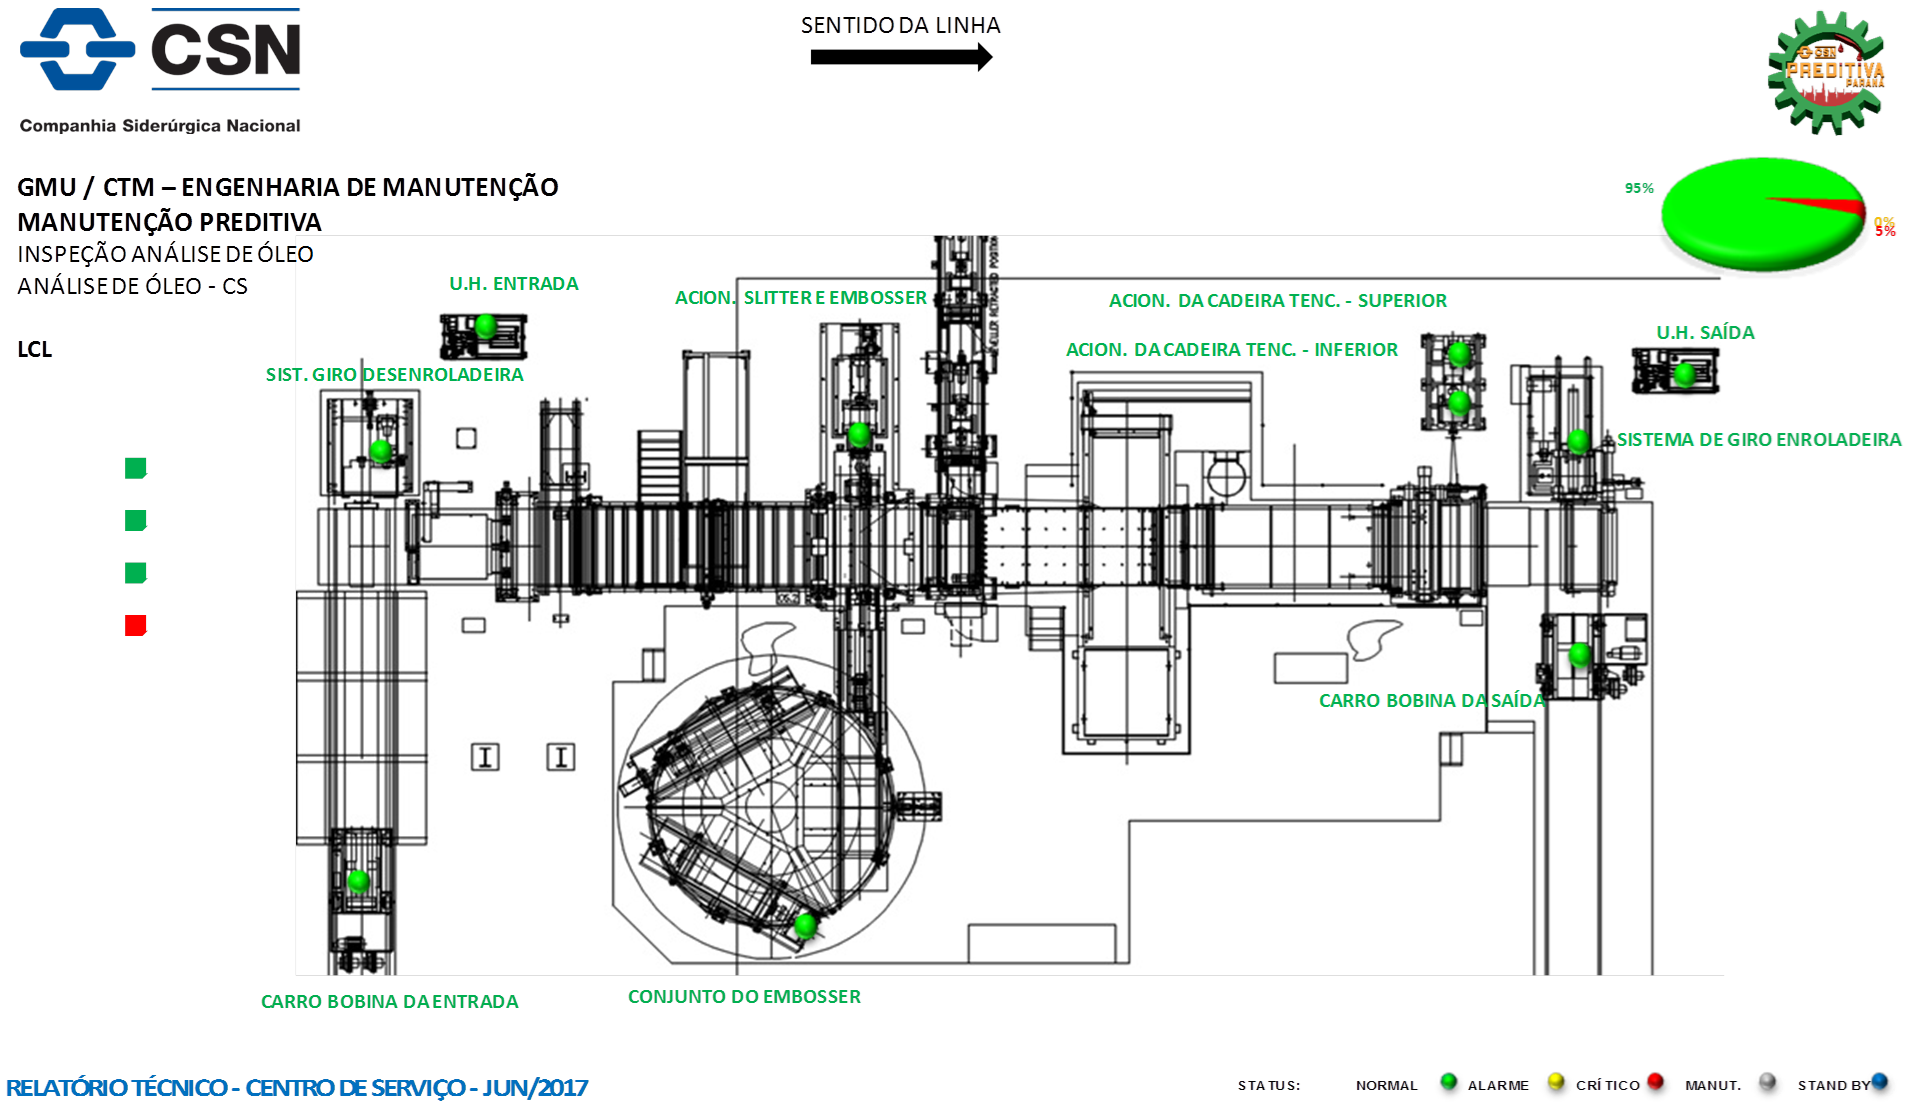 CSN
Companhia Siderúrgica Nacional
SENTIDO DA LINHA
CSN
PREDITIVA
PARANÁ
GMU / CTM – ENGENHARIA DE MANUTENÇÃO
MANUTENÇÃO PREDITIVA
INSPEÇÃO ANÁLISE DE ÓLEO
ANÁLISE DE ÓLEO - CS
LCL
95%
0%
5%
U.H. ENTRADA
ACION. SLITTER E EMBOSSER
ACION. DA CADEIRA TENC. - SUPERIOR
U.H. SAÍDA
ACION. DA CADEIRA TENC. - INFERIOR
SIST. GIRO DESENROLADEIRA
SISTEMA DE GIRO ENROLADEIRA
CARRO BOBINA DA SAÍDA
I
I
CARRO BOBINA DA ENTRADA
CONJUNTO DO EMBOSSER
RELATÓRIO TÉCNICO - CENTRO DE SERVIÇO - JUN/2017
STATUS: NORMAL ALARME CRÍTICO MANUT. STAND BY